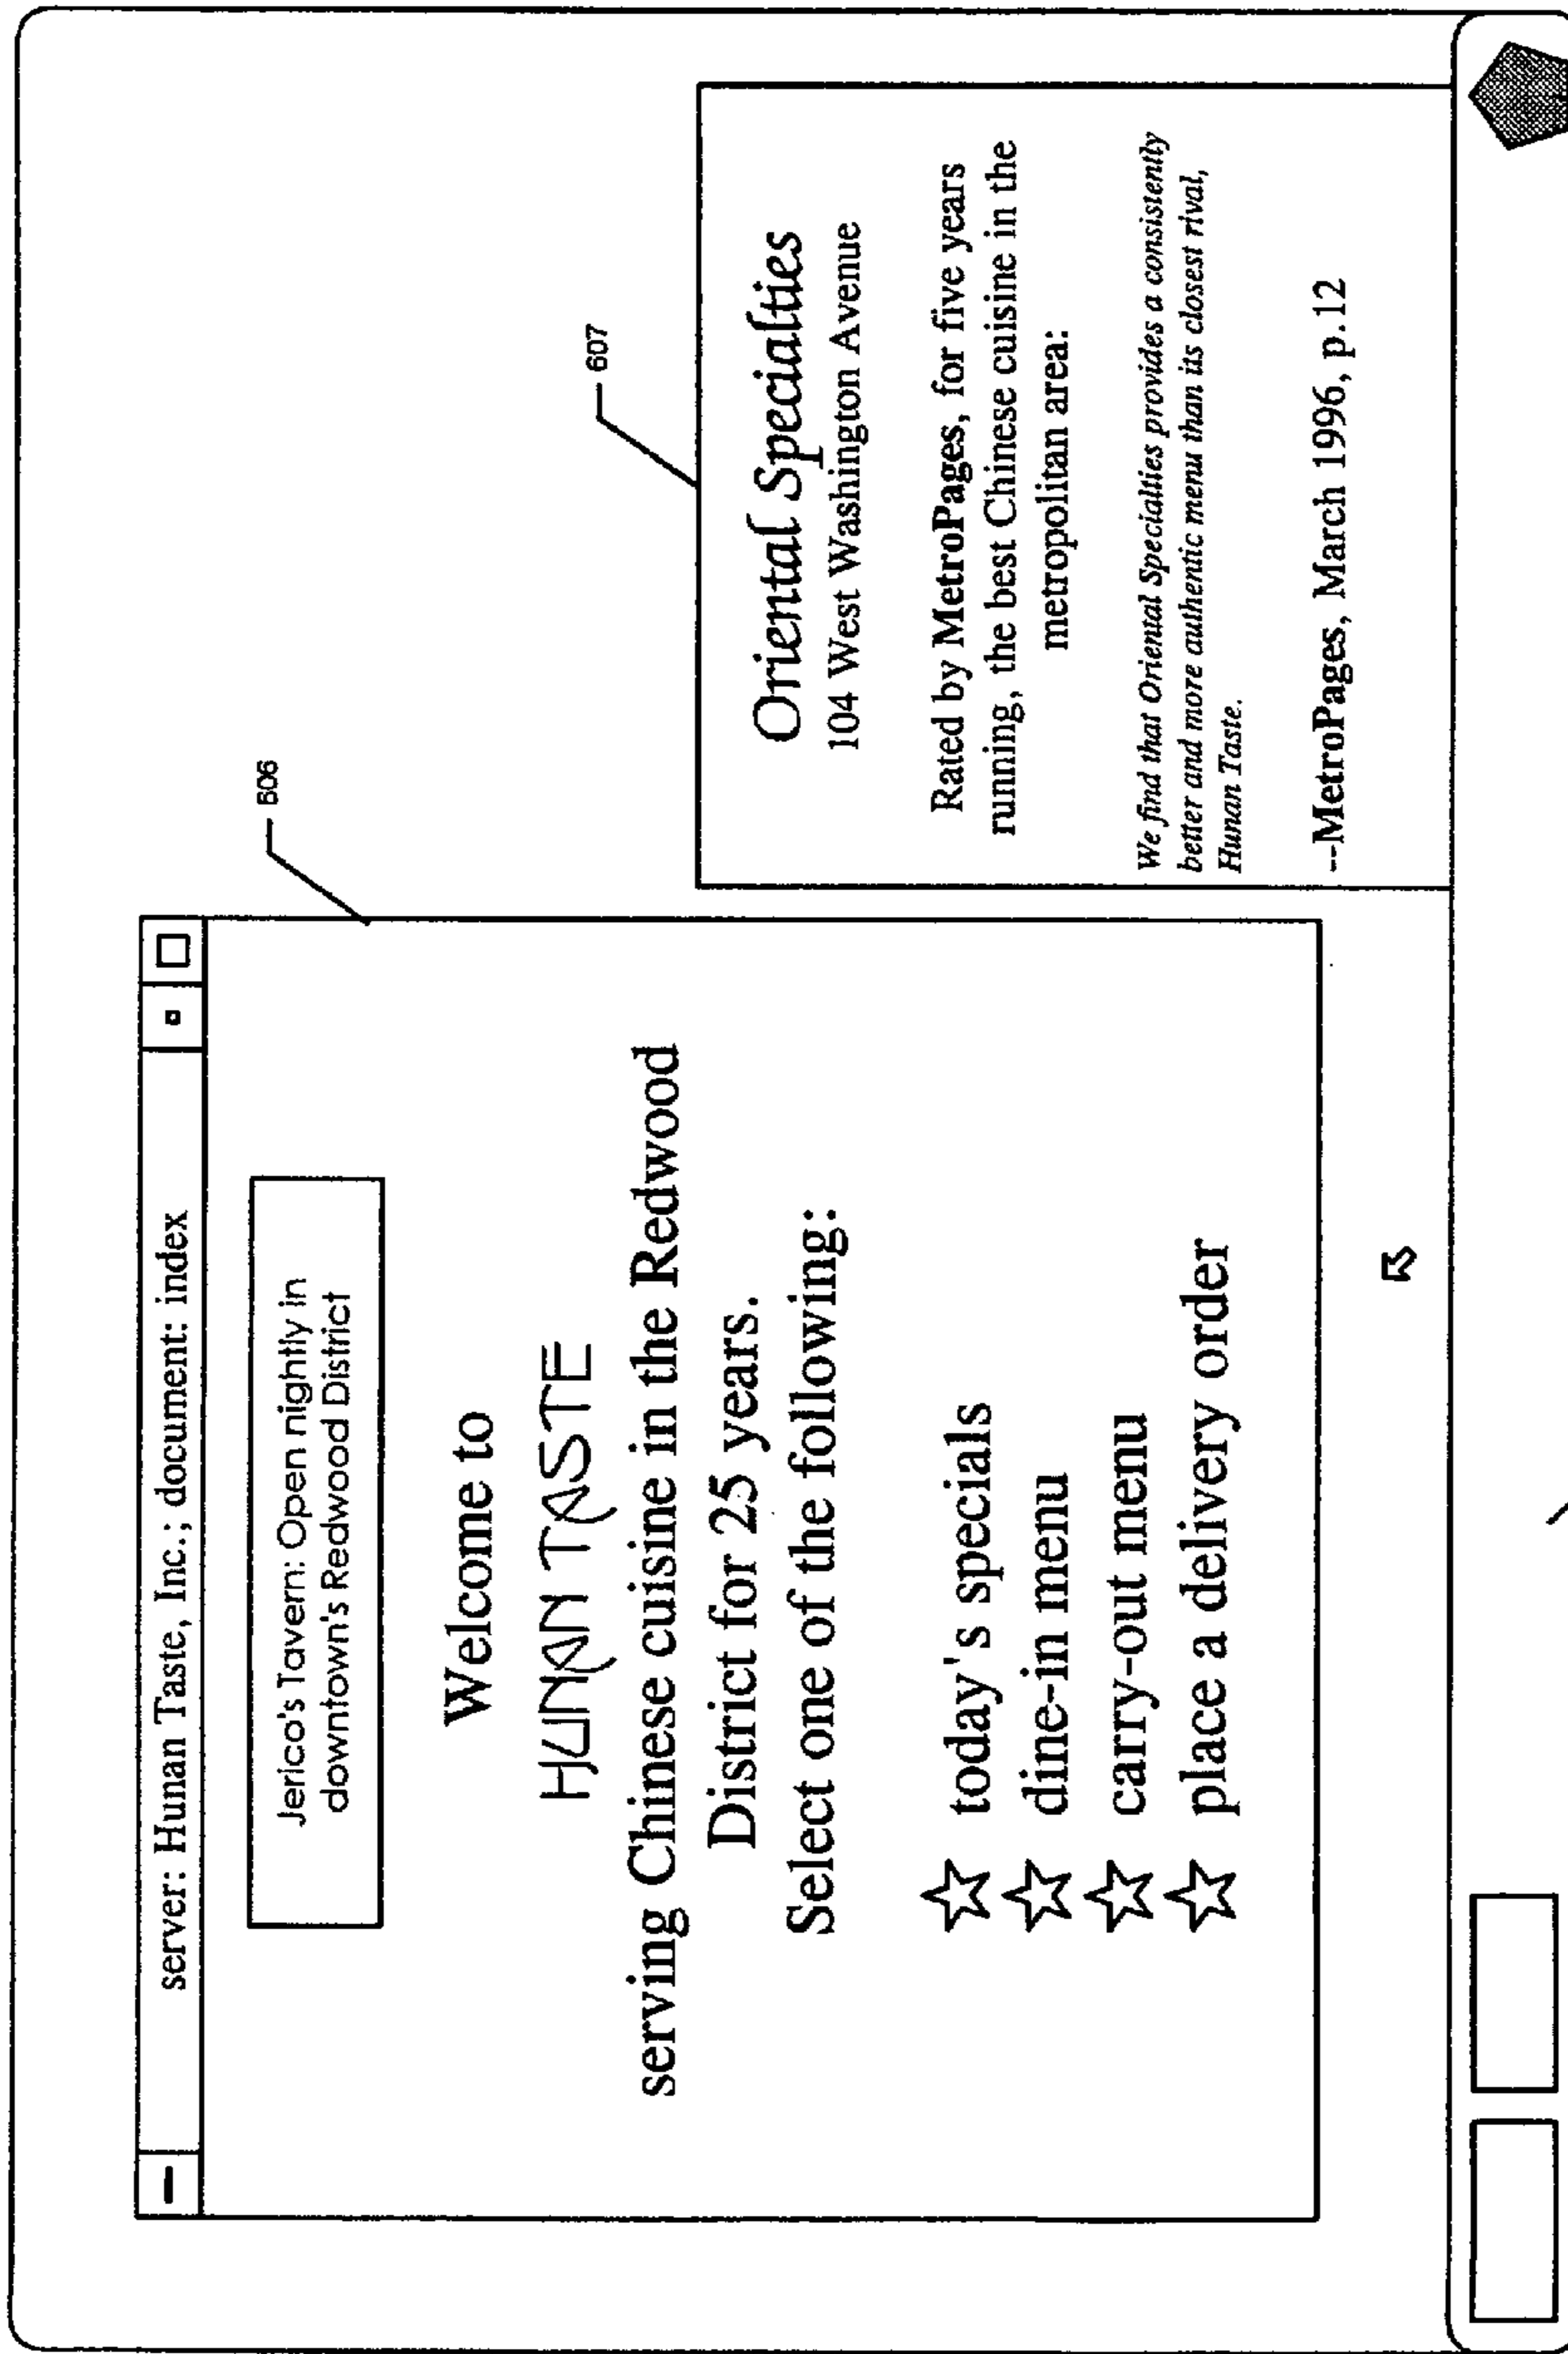 server: Hunan Taste, Inc.; document: index
Jerico's Tavern: Open nightly in
downtown's Redwood District
Welcome to
HUNAN TASTE
serving Chinese cuisine in the Redwood
District for 25 years.
Select one of the following:
today's specials
dine-in menu
carry-out menu
place a delivery order
606
607
Oriental Specialties
104 West Washington Avenue
Rated by MetroPages, for five years
running, the best Chinese cuisine in the
metropolitan area:
We find that Oriental Specialties provides a consistently
better and more authentic menu than its closest rival,
Hunan Taste.
--MetroPages, March 1996, p.12